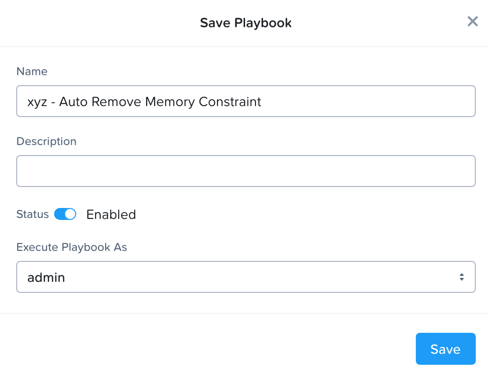 Save Playbook
Name
xyz - Auto Remove Memory Constraint
Description
Status Enabled
Execute Playbook As
admin
Save